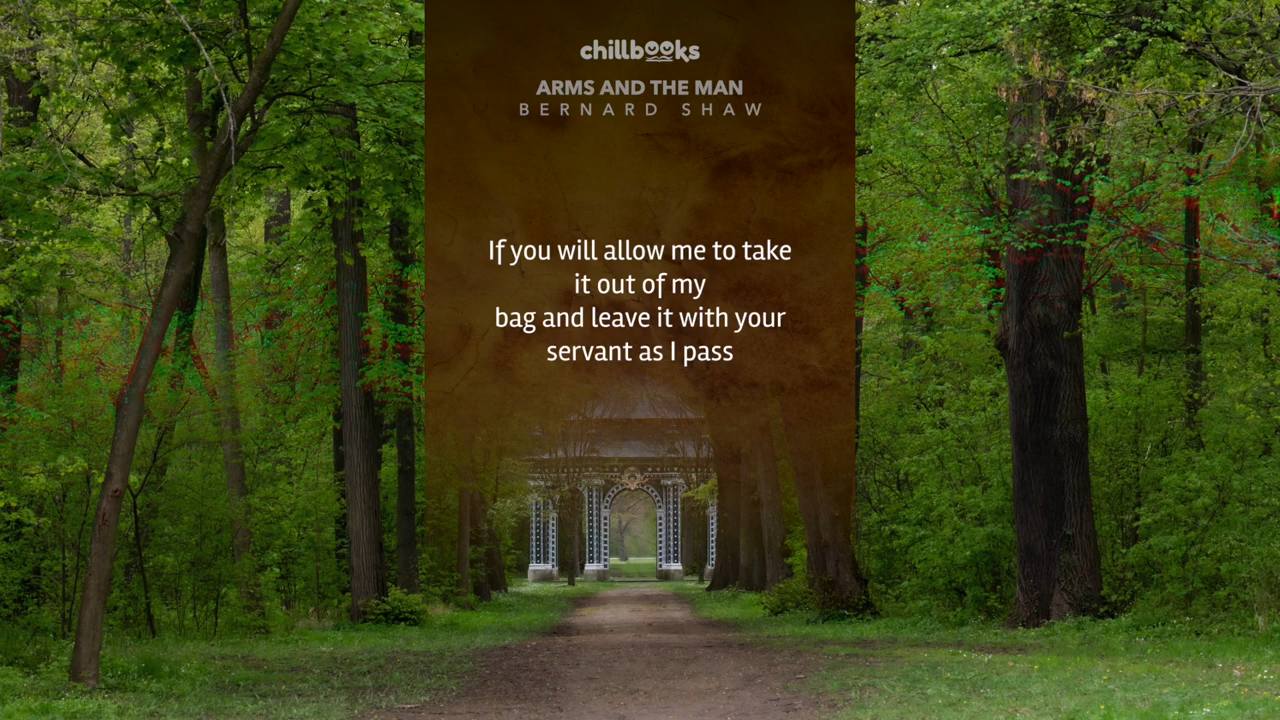 chillbooks
ARMS AND THE MAN
BERNARD SHAW
If you will allow me to take
it out of my
bag and leave it with your
servant as I pass